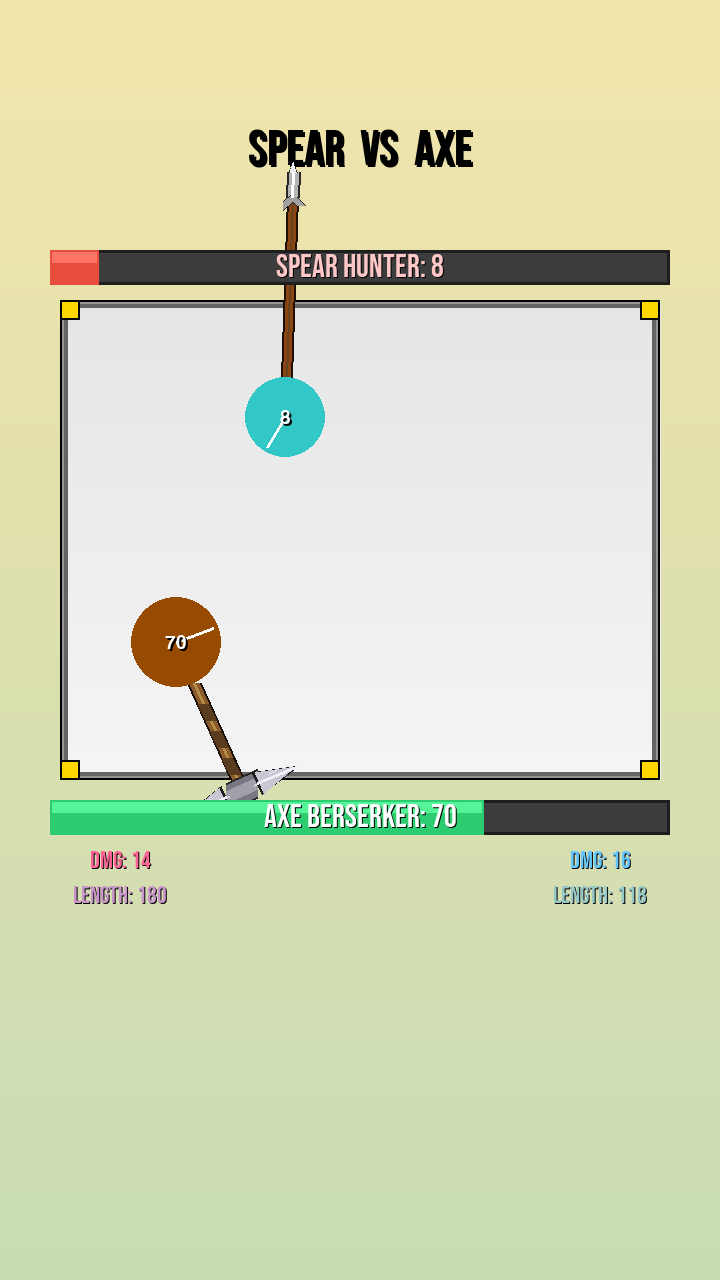 SPEAR VS AXE
SPEAR HUNTER: 8
8
70
AXE BERSERKER: 70
DMG: 14
DMG: 16
LENGTH: 180
LENGTH: 118